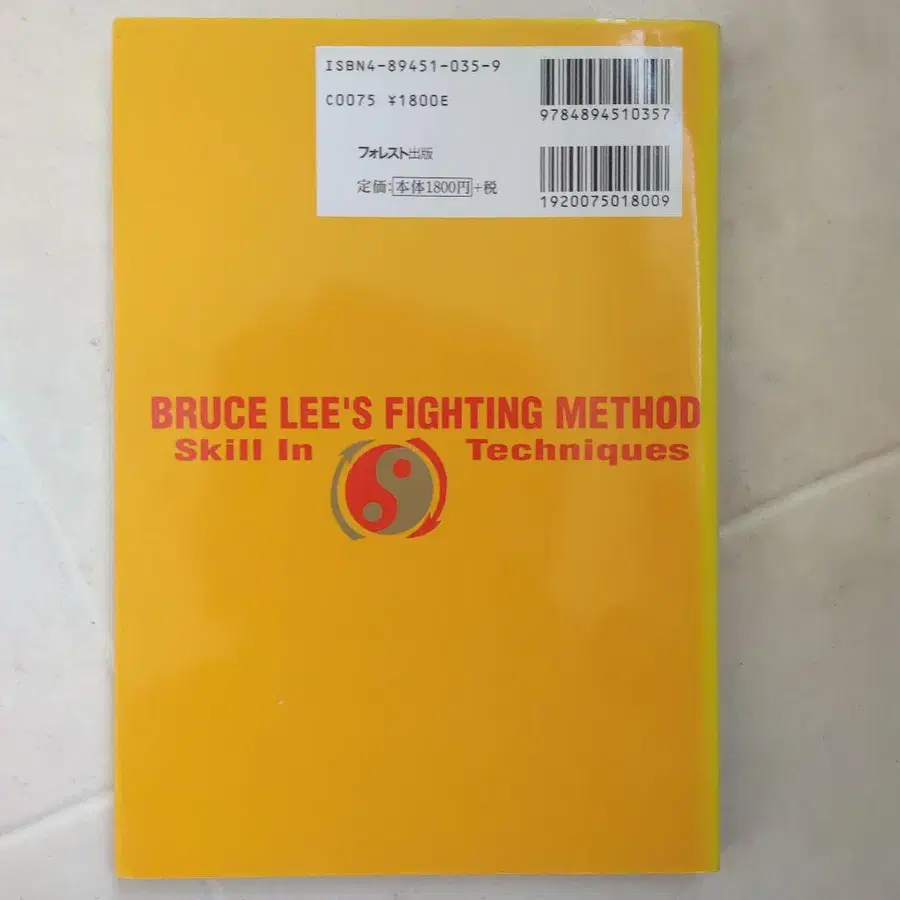 ISBN4-89451-035-9
C0075 ¥1800E
9784894510357
フォレスト出版
定価:本体1800円+税
1920075018009
BRUCE LEE'S FIGHTING METHOD
Skill In Techniques